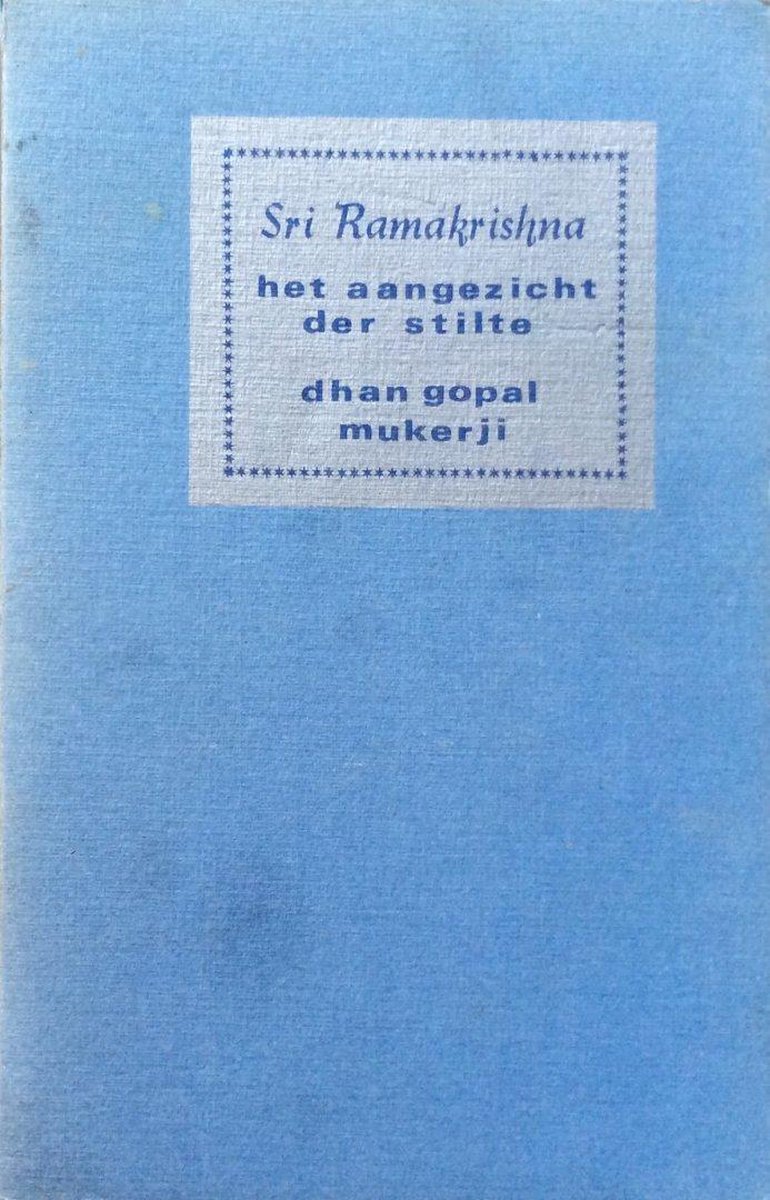 Sri Ramakrishna
het aangezicht
der stilte
dhan gopal
mukerji